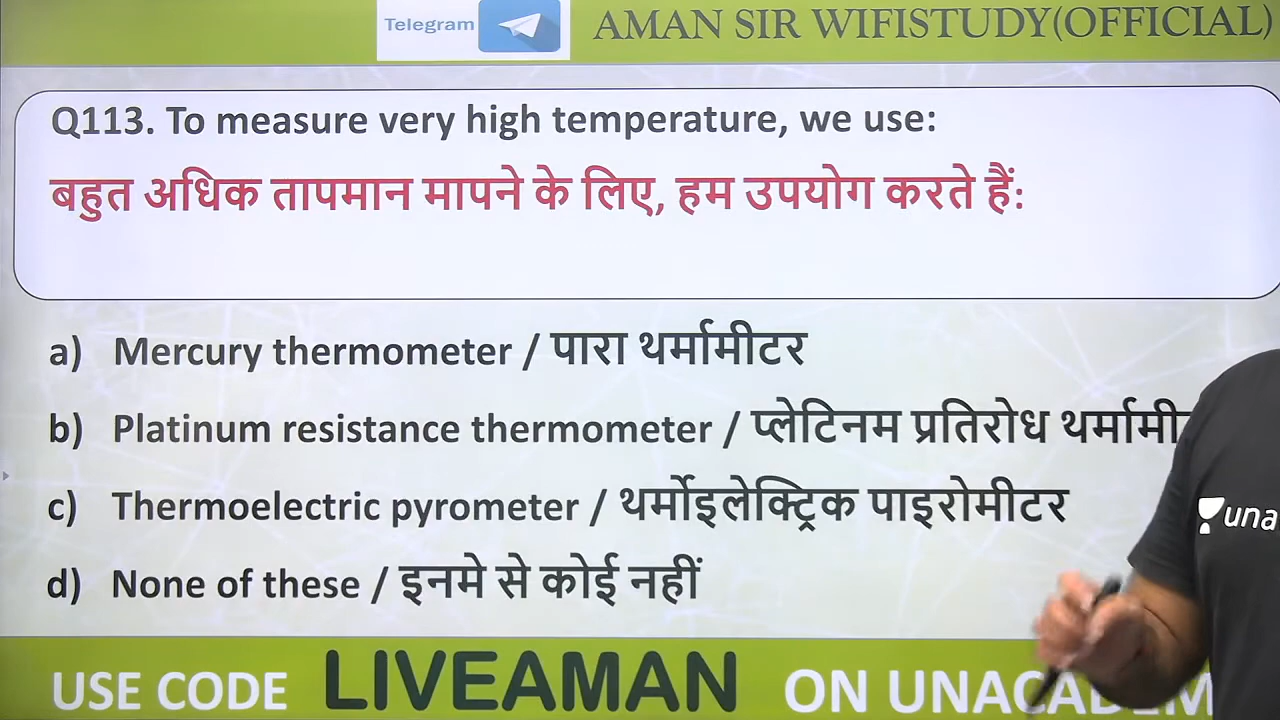 Telegram
AMAN SIR WIFISTUDY(OFFICIAL)
Q113. To measure very high temperature, we use:
बहुत अधिक तापमान मापने के लिए, हम उपयोग करते हैं:
a) Mercury thermometer / पारा थर्मामीटर
b) Platinum resistance thermometer / प्लेटिनम प्रतिरोध
c) Thermoelectric pyrometer / थर्मोइलेक्ट्रिक पाइरोमीटर
d) None of these / इनमे से कोई नहीं
una
USE CODE LIVEAMAN ON